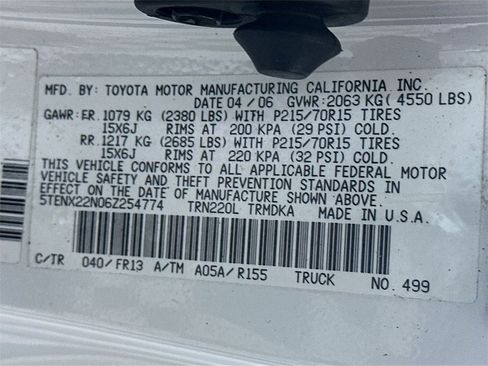 MFD. BY: TOYOTA MOTOR MANUFACTURING CALIFORNIA INC.
DATE 04 / 06 GVWR: 2063 KG ( 4550 LBS)
GAWR: FR. 1079 KG (2380 LBS) WITH P215/70R15 TIRES
15X6J RIMS AT 200 KPA (29 PSI) COLD.
RR. 1217 KG (2685 LBS) WITH P215/70R15 TIRES
15X6J RIMS AT 220 KPA (32 PSI) COLD.
THIS VEHICLE CONFORMS TO ALL APPLICABLE FEDERAL MOTOR
VEHICLE SAFETY AND THEFT PREVENTION STANDARDS IN
EFFECT ON THE DATE OF MANUFACTURE SHOWN ABOVE.
5TENX22N06Z254774 TRN220L TRMDKA MADE IN U S A
C/TR 040/FR13 A/TM A05A/R155 TRUCK NO. 499